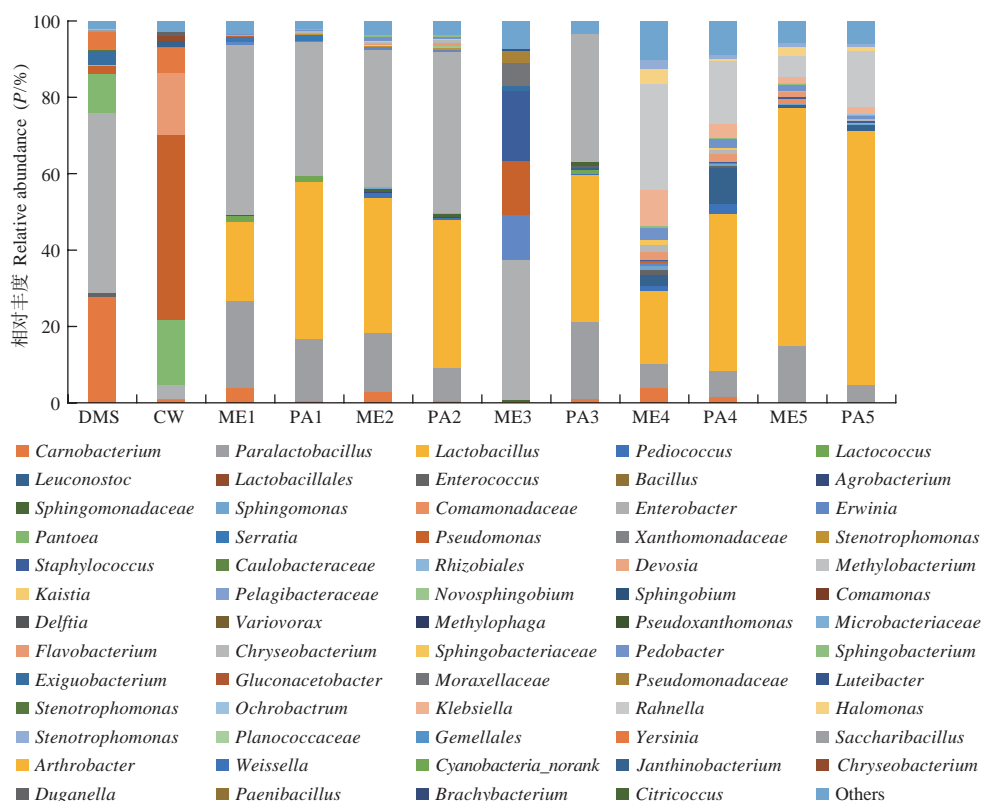 相对丰度 Relative abundance (P/%)
100
80
60
40
20
0
DMS CW ME1 PA1 ME2 PA2 ME3 PA3 ME4 PA4 ME5 PA5
Carnobacterium Paralactobacillus Lactobacillus Pediococcus Lactococcus
Leuconostoc Lactobacillales Enterococcus Bacillus Agrobacterium
Sphingomonadaceae Sphingomonas Comamonadaceae Enterobacter Erwinia
Pantoea Serratia Pseudomonas Xanthomonadaceae Stenotrophomonas
Staphylococcus Caulobacteraceae Rhizobiales Devosia Methylobacterium
Kaistia Pelagibacteraceae Novosphingobium Sphingobium Comamonas
Delftia Variovorax Methylophaga Pseudoxanthomonas Microbacteriaceae
Flavobacterium Chryseobacterium Sphingobacteriaceae Pedobacter Sphingobacterium
Exiguobacterium Gluconacetobacter Moraxellaceae Pseudomonadaceae Luteibacter
Stenotrophomonas Ochrobactrum Klebsiella Rahnella Halomonas
Stenotrophomonas Planococcaceae Gemellales Yersinia Saccharibacillus
Arthrobacter Weissella Cyanobacteria_norank Janthinobacterium Chryseobacterium
Duganella Paenibacillus Brachybacterium Citricoccus Others